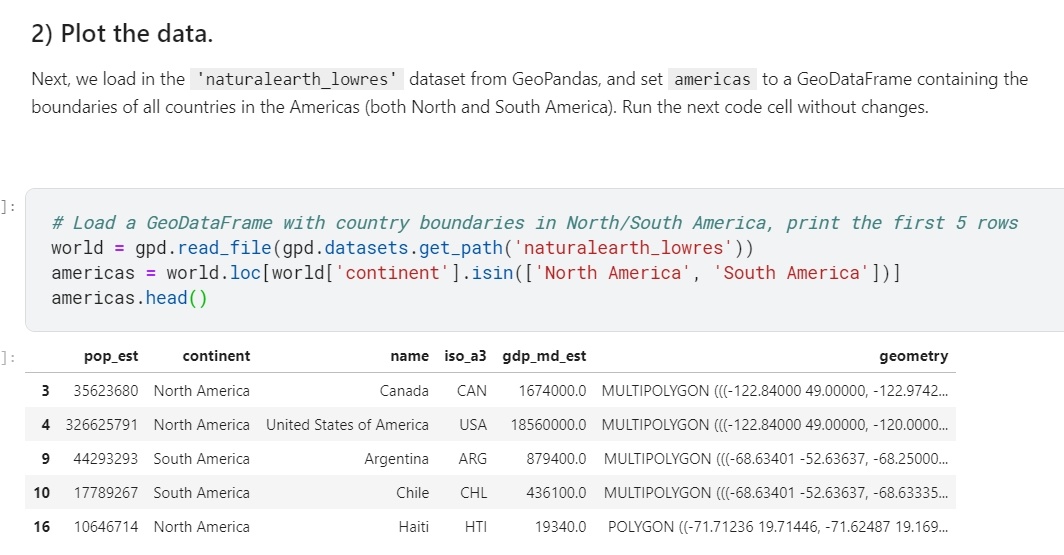 2) Plot the data.
Next, we load in the 'naturalearth_lowres' dataset from GeoPandas, and set americas to a GeoDataFrame containing the
boundaries of all countries in the Americas (both North and South America). Run the next code cell without changes.
]:
# Load a GeoDataFrame with country boundaries in North/South America, print the first 5 rows
world = gpd.read_file(gpd.datasets.get_path('naturalearth_lowres'))
americas = world.loc[world['continent'].isin(['North America', 'South America'])]
americas.head()
]:
pop_est continent name iso_a3 gdp_md_est geometry
3 35623680 North America Canada CAN 1674000.0 MULTIPOLYGON (((-122.84000 49.00000, -122.9742...
4 326625791 North America United States of America USA 18560000.0 MULTIPOLYGON (((-122.84000 49.00000, -120.0000...
9 44293293 South America Argentina ARG 879400.0 MULTIPOLYGON (((-68.63401 -52.63637, -68.25000...
10 17789267 South America Chile CHL 436100.0 MULTIPOLYGON (((-68.63401 -52.63637, -68.63335...
16 10646714 North America Haiti HTI 19340.0 POLYGON ((-71.71236 19.71446, -71.62487 19.169...